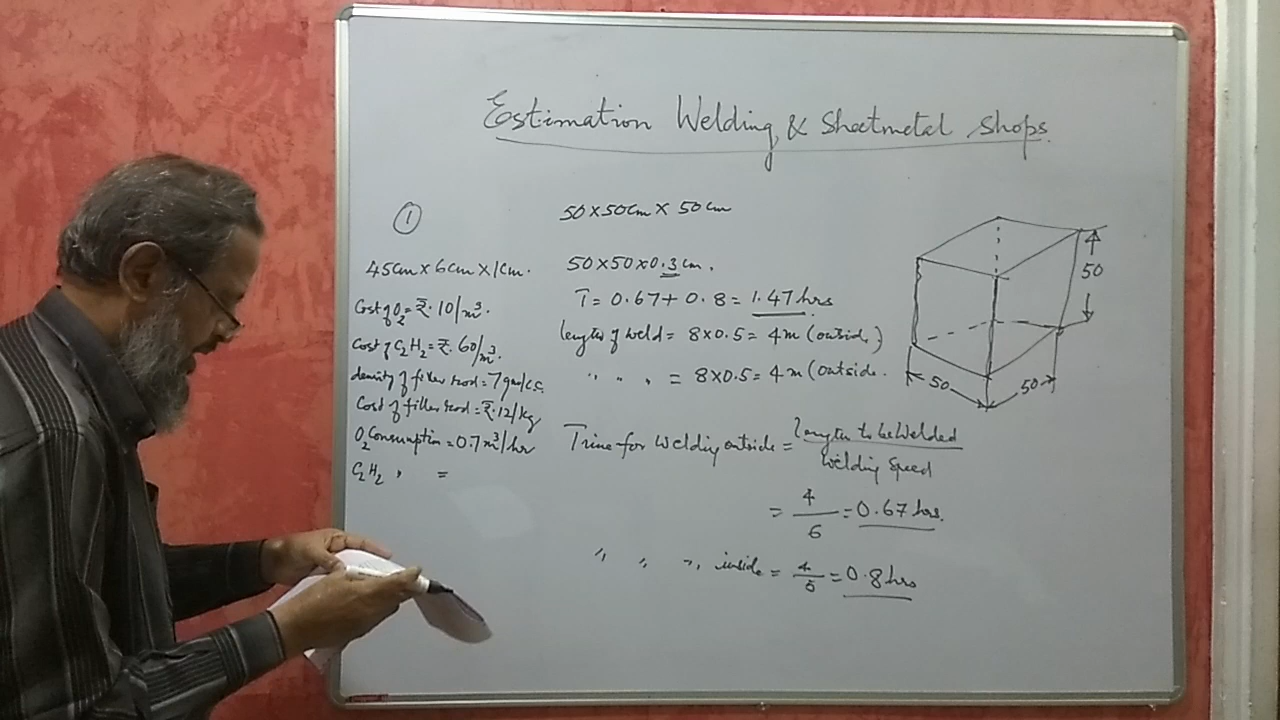 Estimation Welding & Sheetmetal Shops.
1
50×50cm × 50cm
45cm×6cm×1cm.
Cost of O2 = ₹.10/m³.
Cost of C2H2 = ₹. 60/m³.
density of filler rod = 7gm/c.c.
Cost of filler rod = ₹.12/kg
O2 Consumption = 0.7m³/hr
C2H2 " =
50×50×0.3cm.
T = 0.67 + 0.8 = 1.47 hrs
length of weld = 8×0.5 = 4m (outside)
" " " = 8×0.5 = 4m (outside.
Time for Welding outside = length to be Welded / Welding Speed
= 4/6 = 0.67 hrs.
" " " inside = 4/5 = 0.8 hrs
50
50
50